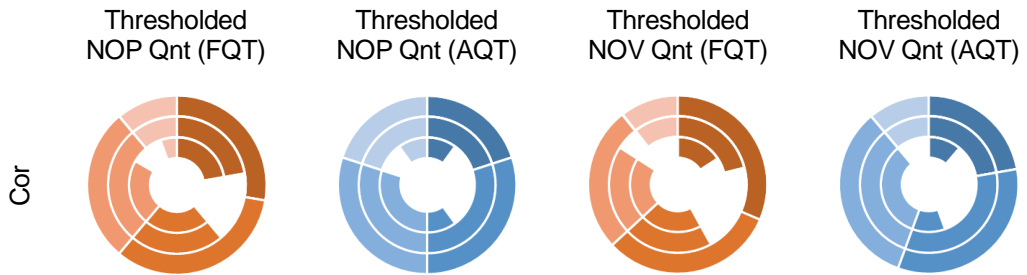 Thresholded
NOP Qnt (FQT)
Thresholded
NOP Qnt (AQT)
Thresholded
NOV Qnt (FQT)
Thresholded
NOV Qnt (AQT)
Cor